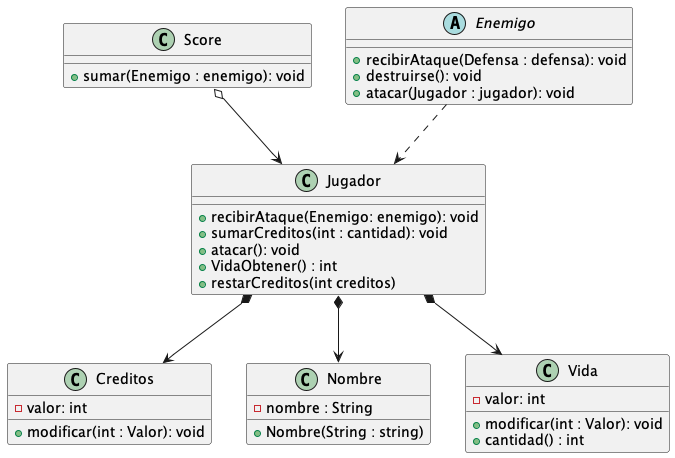 C Score
sumar(Enemigo : enemigo): void
A Enemigo
recibirAtaque(Defensa : defensa): void
destruirse(): void
atacar(Jugador : jugador): void
C Jugador
recibirAtaque(Enemigo: enemigo): void
sumarCreditos(int : cantidad): void
atacar(): void
VidaObtener() : int
restarCreditos(int creditos)
C Creditos
valor: int
modificar(int : Valor): void
C Nombre
nombre : String
Nombre(String : string)
C Vida
valor: int
modificar(int : Valor): void
cantidad() : int